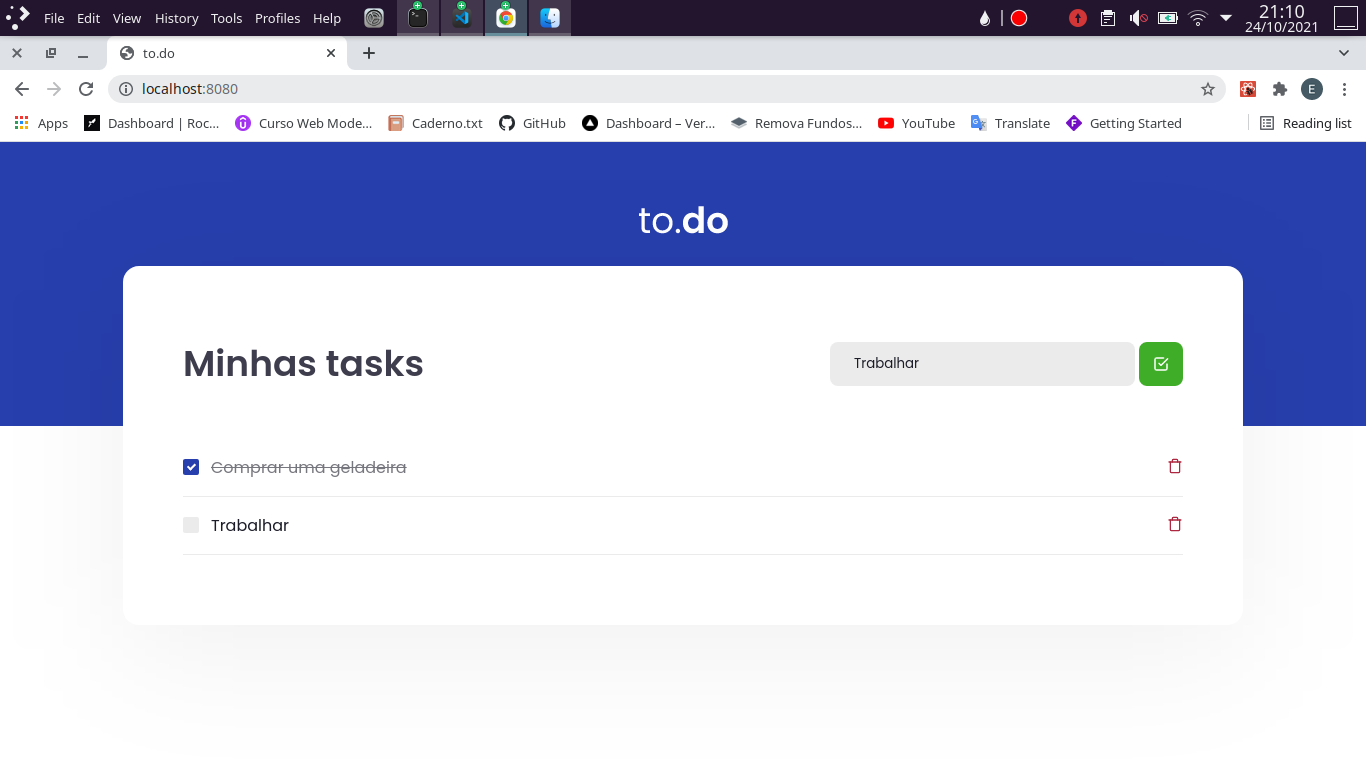 File Edit View History Tools Profiles Help 21:10
24/10/2021
to.do
localhost:8080 E
Apps Dashboard | Roc... Curso Web Mode... Caderno.txt GitHub Dashboard – Ver... Remova Fundos... YouTube Translate Getting Started Reading list
to.do
Minhas tasks Trabalhar
Comprar uma geladeira
Trabalhar